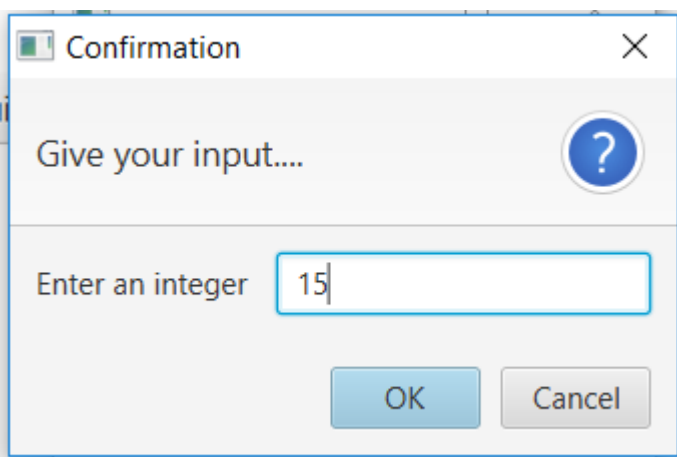 Confirmation
Give your input....
?
Enter an integer 15
OK Cancel